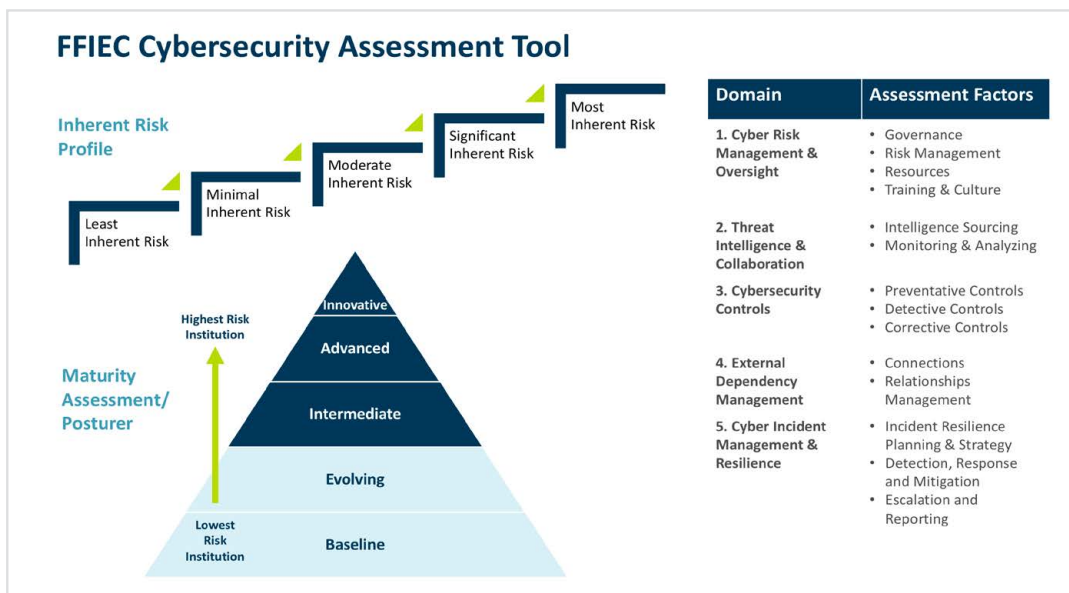 FFIEC Cybersecurity Assessment Tool
Inherent Risk
Profile
Least
Inherent Risk
Minimal
Inherent Risk
Moderate
Inherent Risk
Significant
Inherent Risk
Most
Inherent Risk
Maturity
Assessment/
Posturer
Highest Risk
Institution
Lowest
Risk
Institution
Innovative
Advanced
Intermediate
Evolving
Baseline
Domain Assessment Factors
1. Cyber Risk
Management &
Oversight
• Governance
• Risk Management
• Resources
• Training & Culture
2. Threat
Intelligence &
Collaboration
• Intelligence Sourcing
• Monitoring & Analyzing
3. Cybersecurity
Controls
• Preventative Controls
• Detective Controls
• Corrective Controls
4. External
Dependency
Management
• Connections
• Relationships
Management
5. Cyber Incident
Management &
Resilience
• Incident Resilience
Planning & Strategy
• Detection, Response
and Mitigation
• Escalation and
Reporting